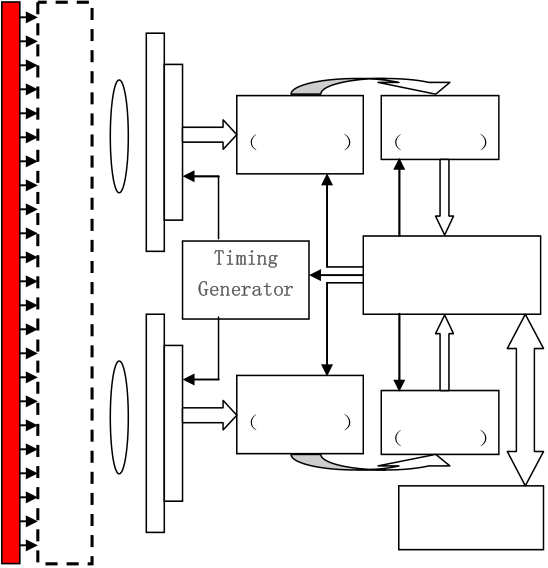 (        )
(        )
Timing
Generator
(        )
(        )